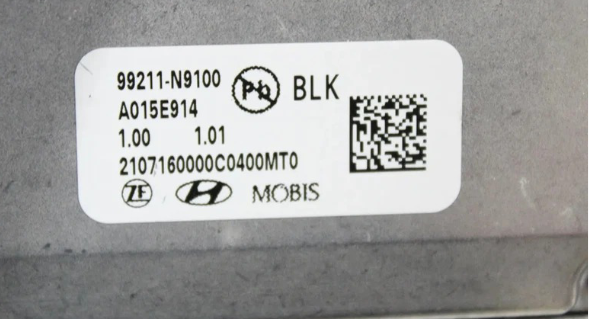 99211-N9100 Pb BLK
A015E914
1.00 1.01
2107160000C0400MT0
ZF MOBIS